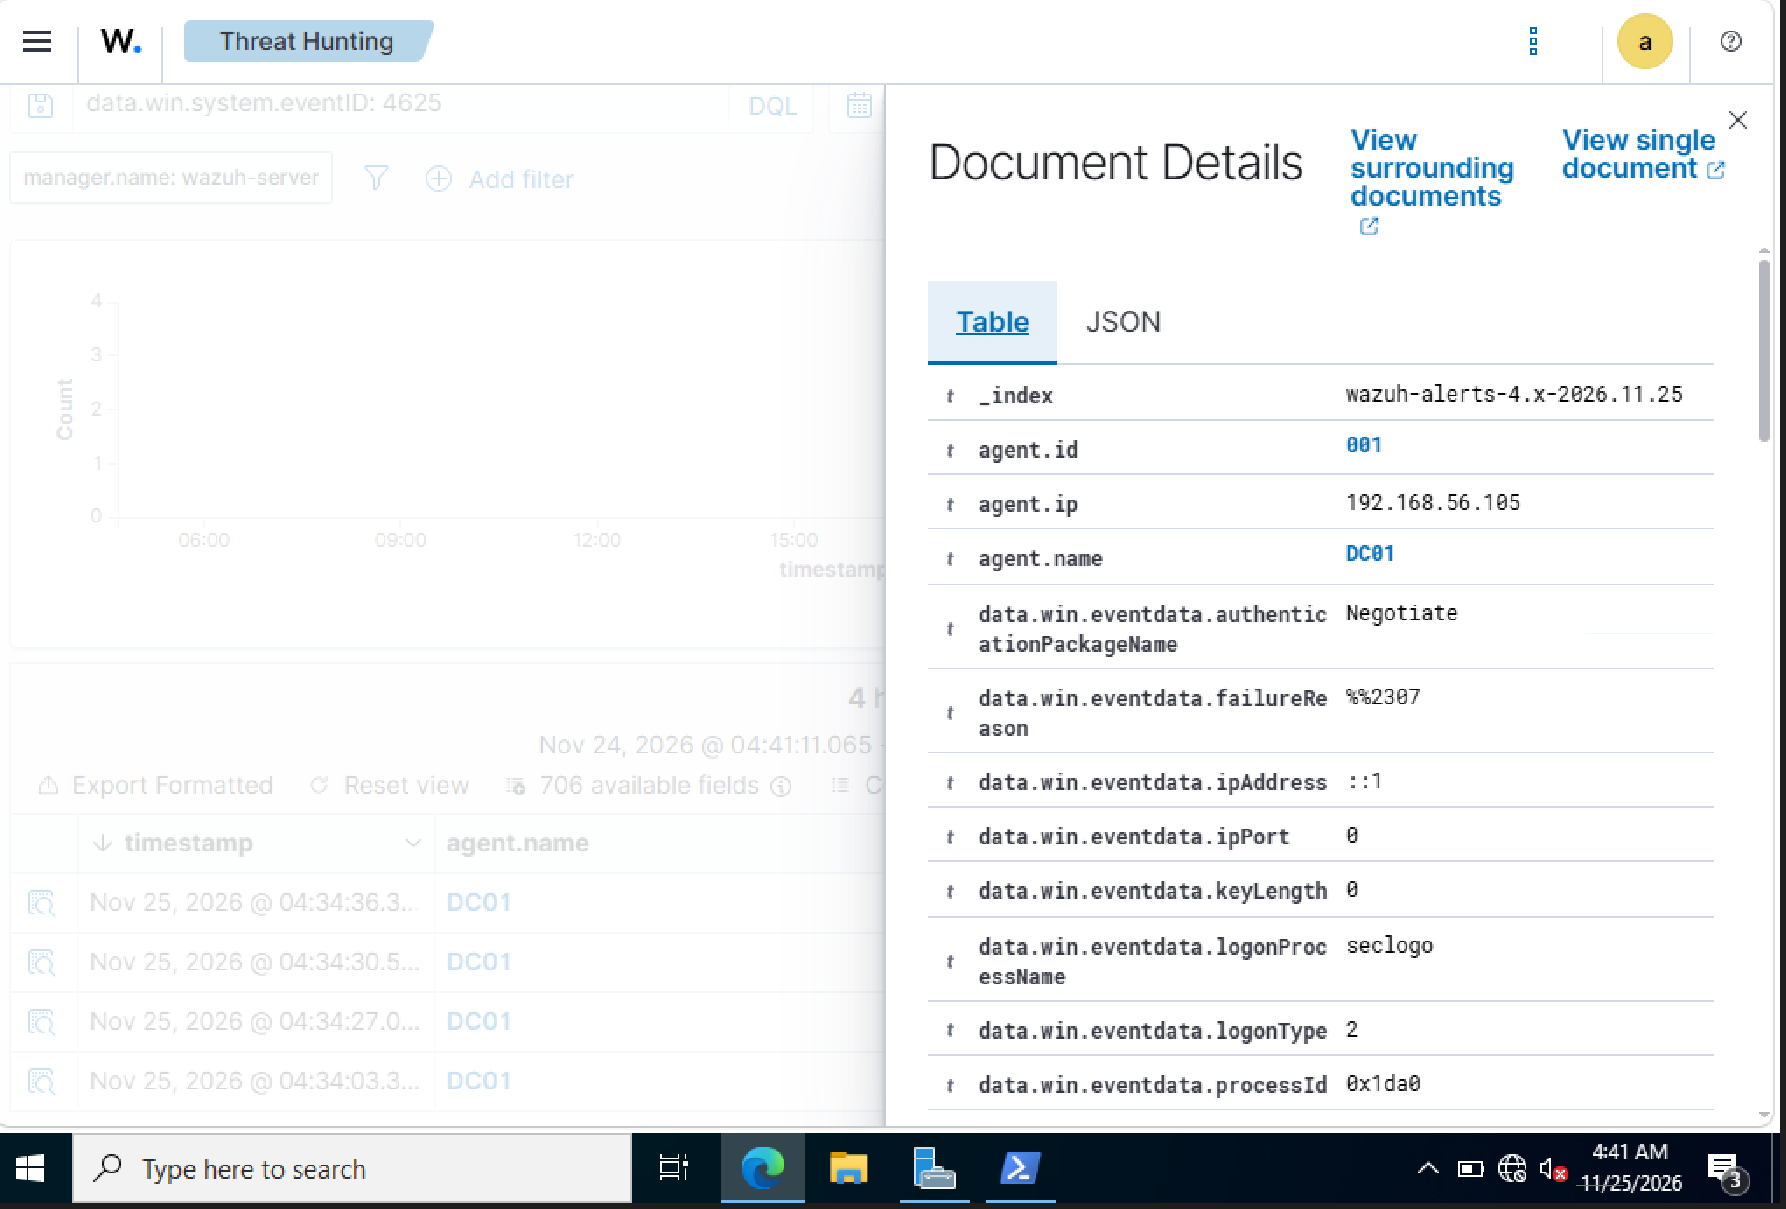 W.
Threat Hunting
a
data.win.system.eventID: 4625
DQL
manager.name: wazuh-server
Add filter
4
3
2
1
0
Count
06:00
09:00
12:00
15:00
timestamp
4 h
Nov 24, 2026 @ 04:41:11.065 -
Export Formatted
Reset view
706 available fields
C
timestamp
agent.name
Nov 25, 2026 @ 04:34:36.3...
DC01
Nov 25, 2026 @ 04:34:30.5...
DC01
Nov 25, 2026 @ 04:34:27.0...
DC01
Nov 25, 2026 @ 04:34:03.3...
DC01
Document Details
View
surrounding
documents
View single
document
Table
JSON
t _index wazuh-alerts-4.x-2026.11.25
t agent.id 001
t agent.ip 192.168.56.105
t agent.name DC01
t data.win.eventdata.authentic
ationPackageName Negotiate
t data.win.eventdata.failureRe
ason %%2307
t data.win.eventdata.ipAddress ::1
t data.win.eventdata.ipPort 0
t data.win.eventdata.keyLength 0
t data.win.eventdata.logonProc
essName seclogo
t data.win.eventdata.logonType 2
t data.win.eventdata.processId 0x1da0
Type here to search
4:41 AM
11/25/2026
3